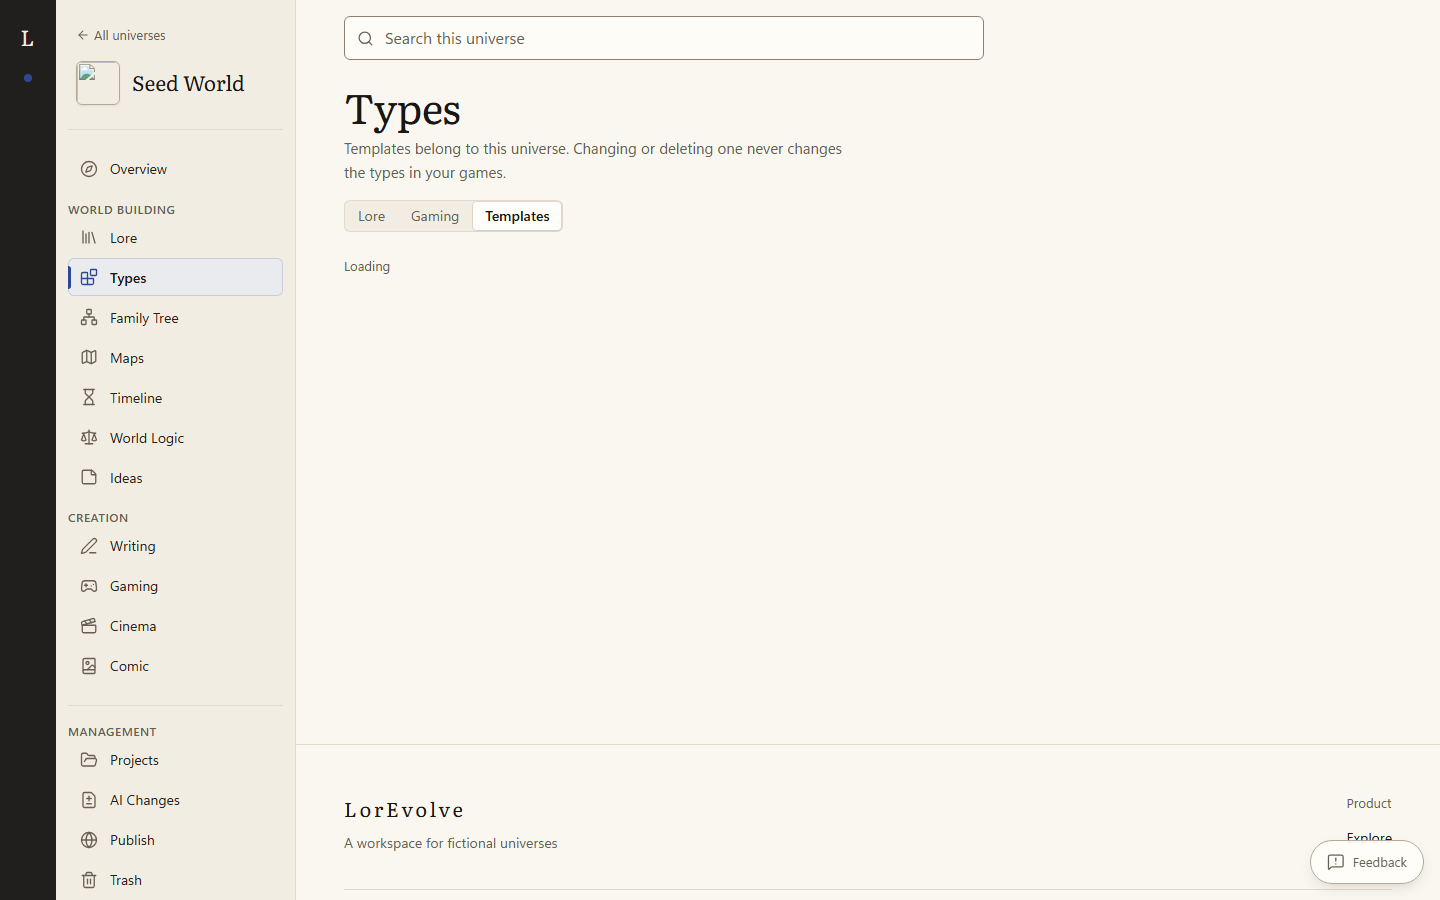 L
All universes
Seed World
Overview
WORLD BUILDING
Lore
Types
Family Tree
Maps
Timeline
World Logic
Ideas
CREATION
Writing
Gaming
Cinema
Comic
MANAGEMENT
Projects
AI Changes
Publish
Trash
Search this universe
Types
Templates belong to this universe. Changing or deleting one never changes
the types in your games.
Lore Gaming Templates
Loading
LorEvolve
A workspace for fictional universes
Product
Explore
Feedback